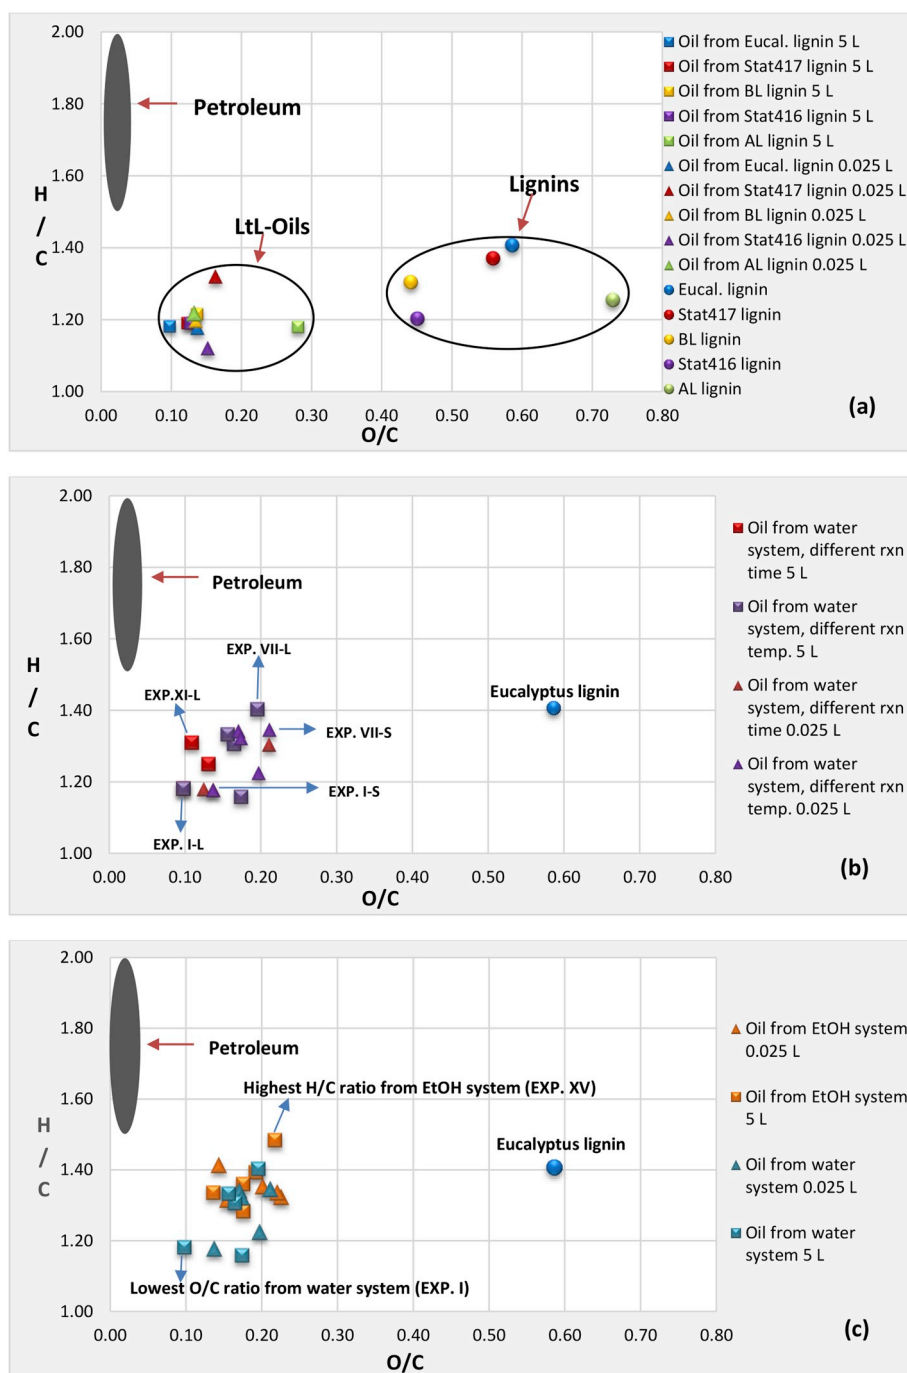 2.00
1.80
1.60
1.40
1.20
1.00
H
/
C
Petroleum
LtL-Oils
Lignins
0.00 0.10 0.20 0.30 0.40 0.50 0.60 0.70 0.80
O/C
Oil from Eucal. lignin 5 L
Oil from Stat417 lignin 5 L
Oil from BL lignin 5 L
Oil from Stat416 lignin 5 L
Oil from AL lignin 5 L
Oil from Eucal. lignin 0.025 L
Oil from Stat417 lignin 0.025 L
Oil from BL lignin 0.025 L
Oil from Stat416 lignin 0.025 L
Oil from AL lignin 0.025 L
Eucal. lignin
Stat417 lignin
BL lignin
Stat416 lignin
AL lignin
(a)
2.00
1.80
1.60
1.40
1.20
1.00
H
/
C
Petroleum
EXP. VII-L
EXP.XI-L
Eucalyptus lignin
EXP. VII-S
EXP. I-S
EXP. I-L
0.00 0.10 0.20 0.30 0.40 0.50 0.60 0.70 0.80
O/C
Oil from water
system, different rxn
time 5 L
Oil from water
system, different rxn
temp. 5 L
Oil from water
system, different rxn
time 0.025 L
Oil from water
system, different rxn
temp. 0.025 L
(b)
2.00
1.80
1.60
1.40
1.20
1.00
H
/
C
Petroleum
Highest H/C ratio from EtOH system (EXP. XV)
Eucalyptus lignin
Lowest O/C ratio from water system (EXP. I)
0.00 0.10 0.20 0.30 0.40 0.50 0.60 0.70 0.80
O/C
Oil from EtOH system
0.025 L
Oil from EtOH system
5 L
Oil from water
system 0.025 L
Oil from water
system 5 L
(c)